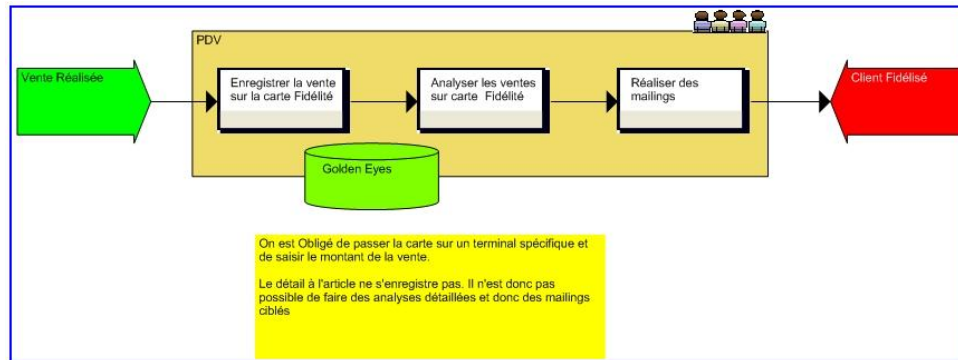 PDV
Vente Réalisée
Enregistrer la vente
sur la carte Fidélité
Analyser les ventes
sur carte Fidélité
Réaliser des
mailings
Client Fidélisé
Golden Eyes
On est Obligé de passer la carte sur un terminal spécifique et
de saisir le montant de la vente.
Le détail à l'article ne s'enregistre pas. Il n'est donc pas
possible de faire des analyses détaillées et donc des mailings
ciblés